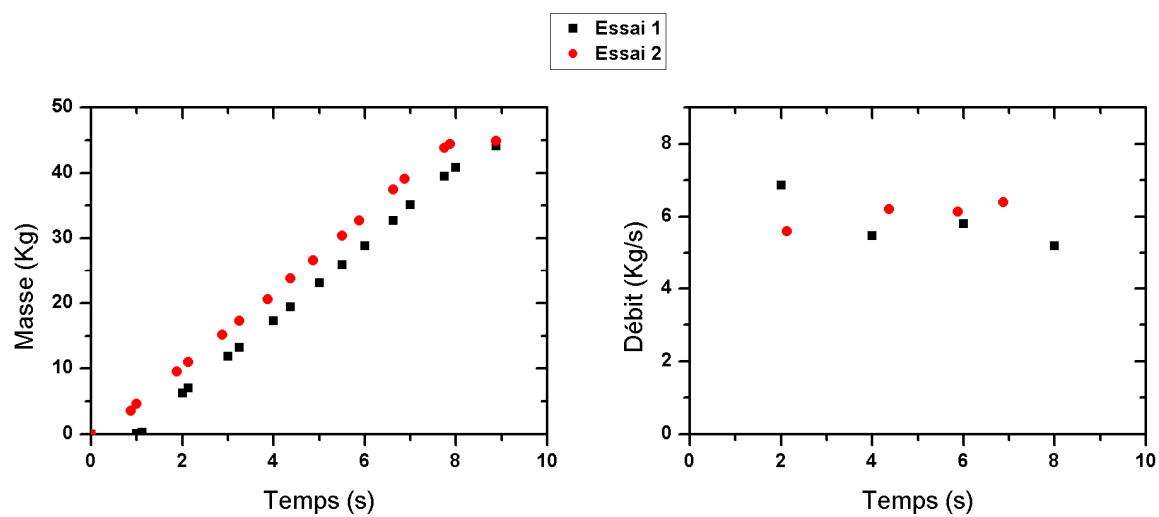 Essai 1
Essai 2
50
40
30
20
10
0
Masse (Kg)
0 2 4 6 8 10
Temps (s)
8
6
4
2
0
Débit (Kg/s)
0 2 4 6 8 10
Temps (s)